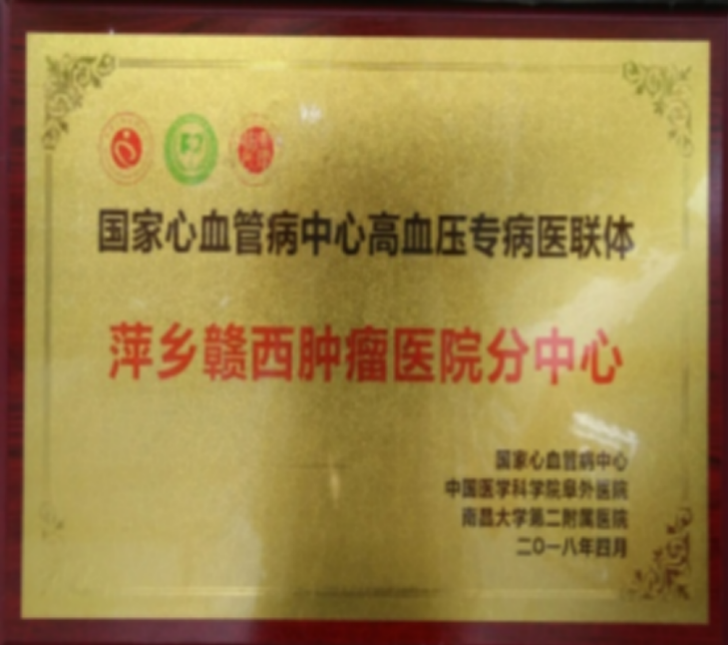 国家心血管病中心高血压专病医联体
萍乡赣西肿瘤医院分中心
国家心血管病中心
中国医学科学院阜外医院
南昌大学第二附属医院
二〇一八年四月